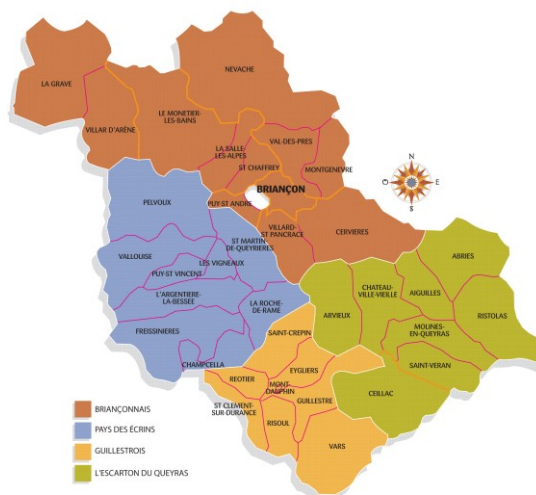 LA GRAVE
NEVACHE
LE MONETIER-
LES-BAINS
VILLAR D'ARÈNE
LA SALLE-
LES-ALPES
VAL-DES-PRES
ST CHAFFREY
MONTGENEVRE
BRIANÇON
PUY-ST ANDRE
VILLARD-
ST PANCRACE
CERVIERES
N
O
E
S
PELVOUX
ST MARTIN
DE-QUEYRIERES
VALLOUISE
LES VIGNEAUX
PUY-ST VINCENT
L'ARGENTIERE-
LA-BESSEE
LA ROCHE-
DE-RAME
FREISSINIERES
CHAMPCELLA
ABRIES
CHATEAU-
VILLE-VIEILLE
AIGUILLES
ARVIEUX
RISTOLAS
MOLINES-
EN-QUEYRAS
SAINT-VERAN
CEILLAC
SAINT-CREPIN
EYGLIERS
REOTIER
MONT-
DAUPHIN
GUILLESTRE
ST CLEMENT-
SUR-DURANCE
RISOUL
VARS
BRIANÇONNAIS
PAYS DES ÉCRINS
GUILLESTROIS
L'ESCARTON DU QUEYRAS